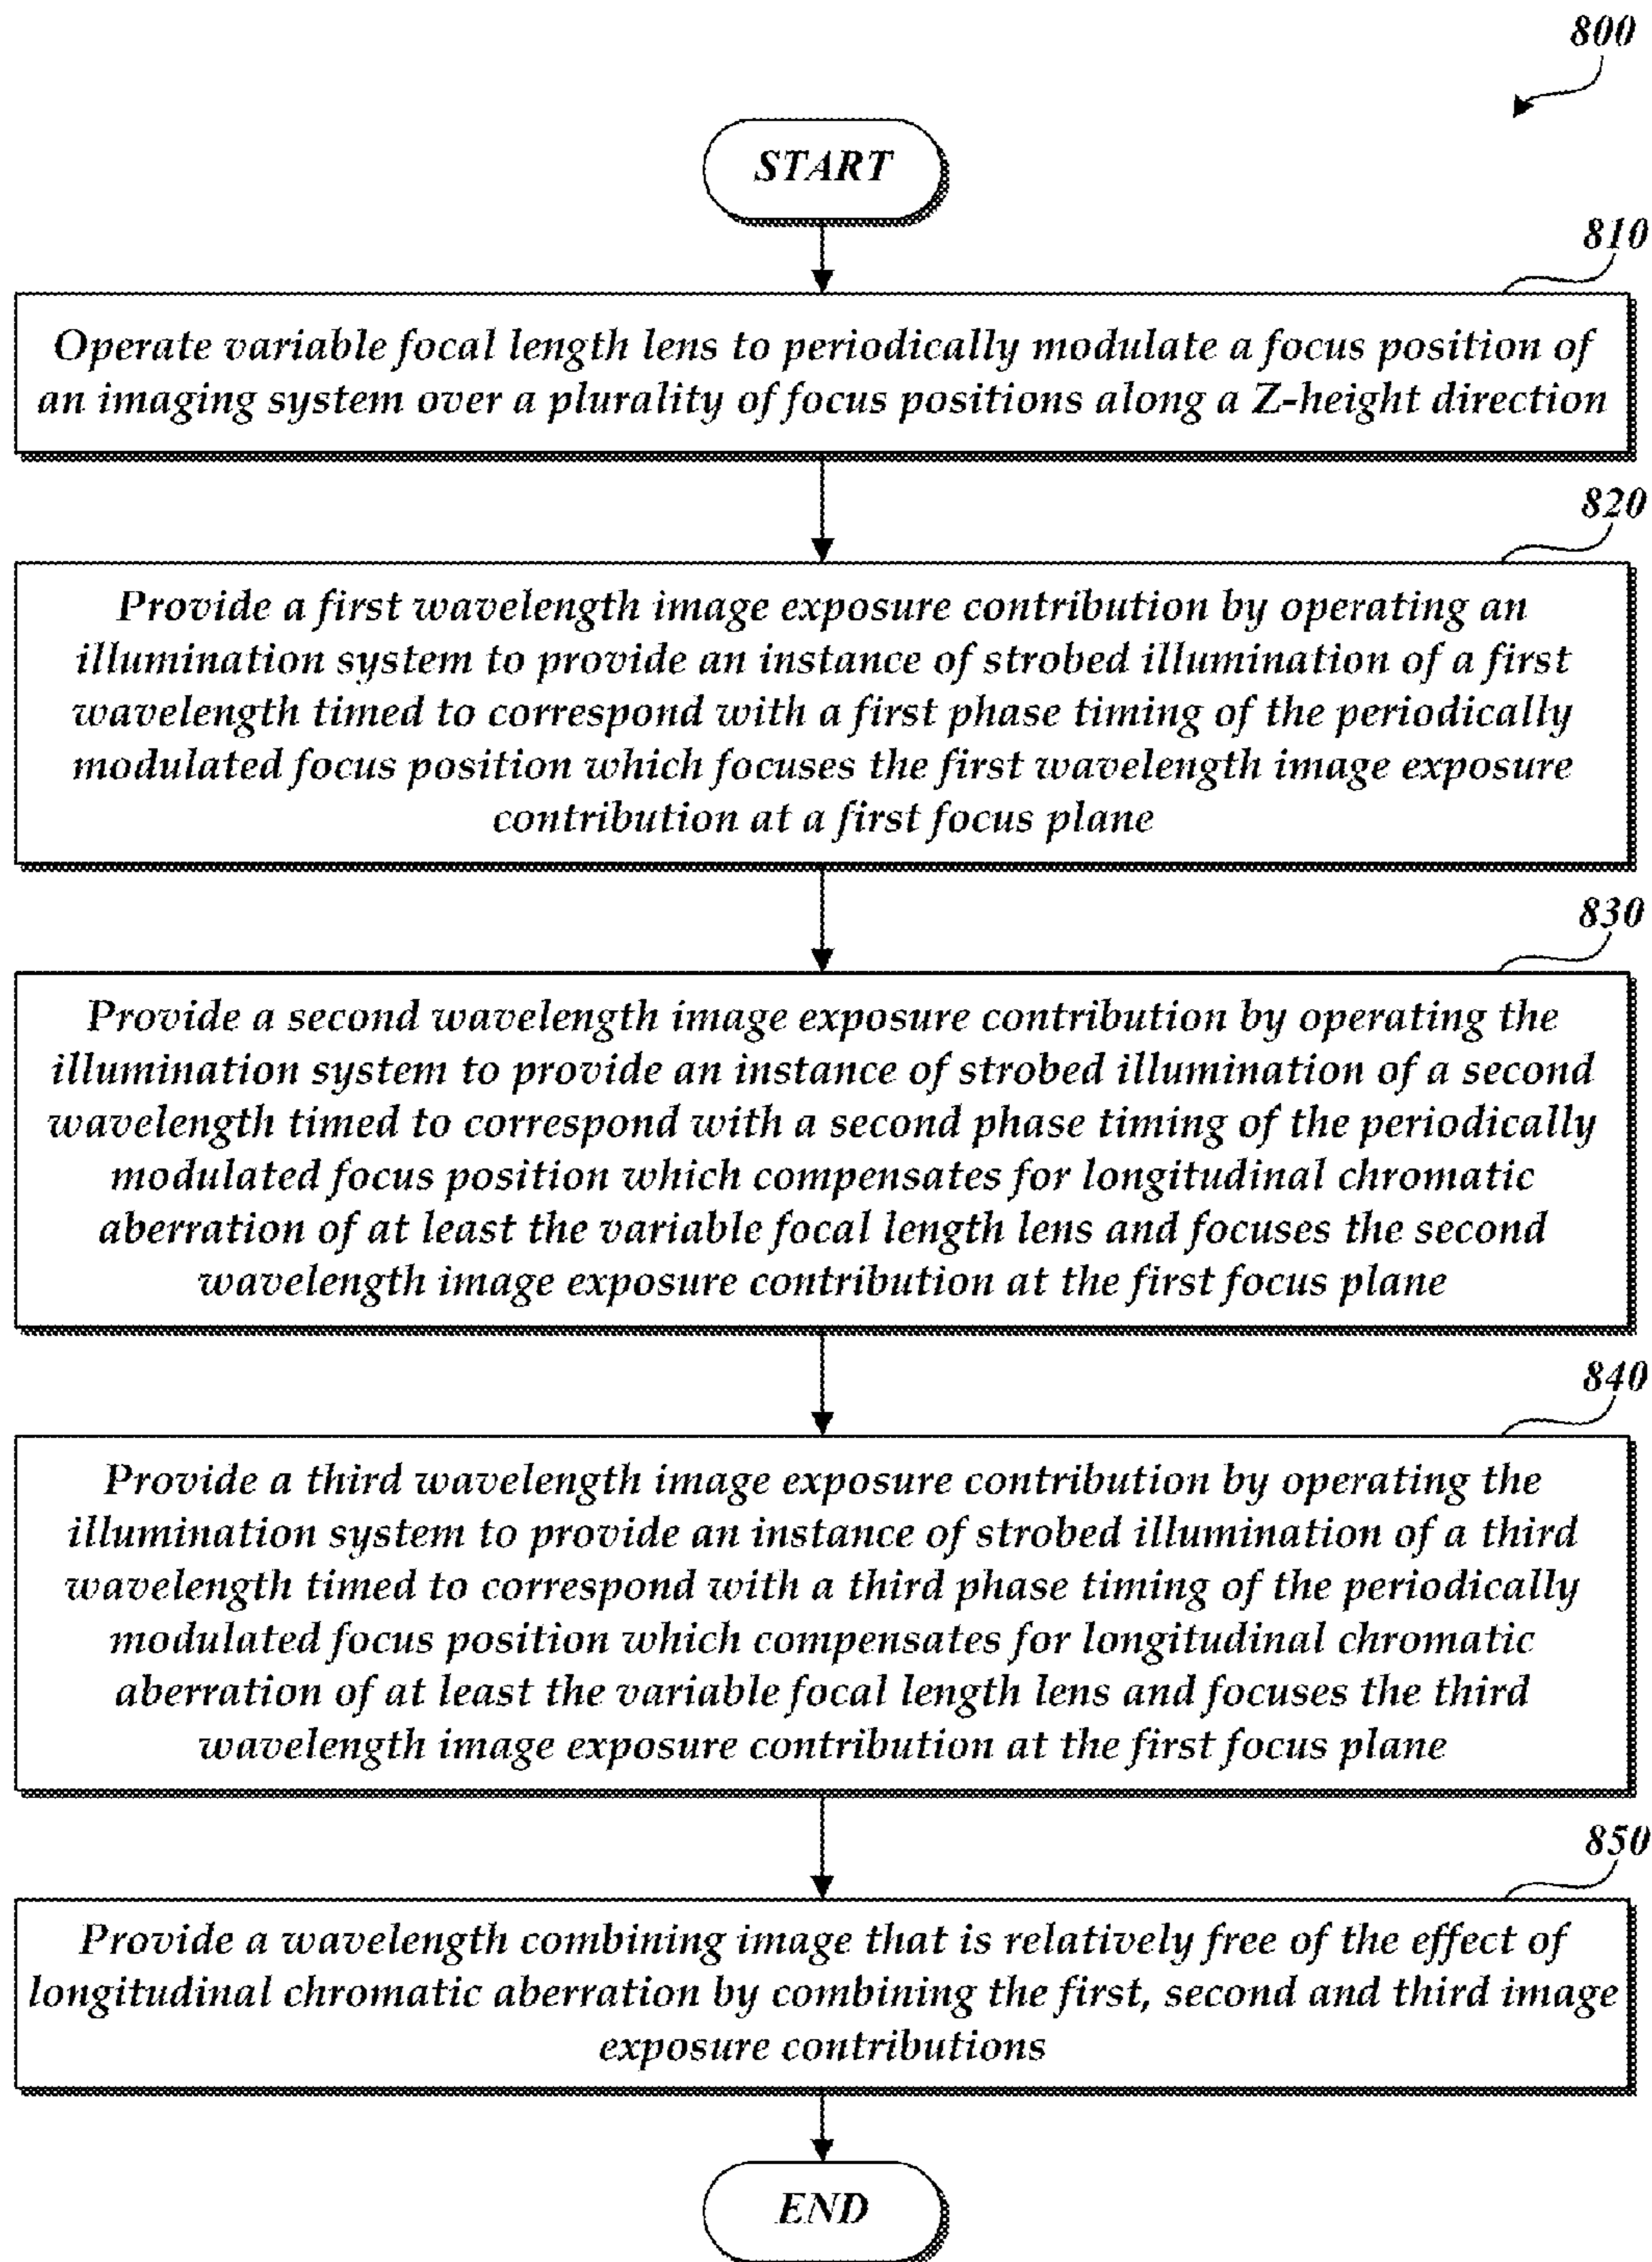 800
START
810
Operate variable focal length lens to periodically modulate a focus position of
an imaging system over a plurality of focus positions along a Z-height direction
820
Provide a first wavelength image exposure contribution by operating an
illumination system to provide an instance of strobed illumination of a first
wavelength timed to correspond with a first phase timing of the periodically
modulated focus position which focuses the first wavelength image exposure
contribution at a first focus plane
830
Provide a second wavelength image exposure contribution by operating the
illumination system to provide an instance of strobed illumination of a second
wavelength timed to correspond with a second phase timing of the periodically
modulated focus position which compensates for longitudinal chromatic
aberration of at least the variable focal length lens and focuses the second
wavelength image exposure contribution at the first focus plane
840
Provide a third wavelength image exposure contribution by operating the
illumination system to provide an instance of strobed illumination of a third
wavelength timed to correspond with a third phase timing of the periodically
modulated focus position which compensates for longitudinal chromatic
aberration of at least the variable focal length lens and focuses the third
wavelength image exposure contribution at the first focus plane
850
Provide a wavelength combining image that is relatively free of the effect of
longitudinal chromatic aberration by combining the first, second and third image
exposure contributions
END